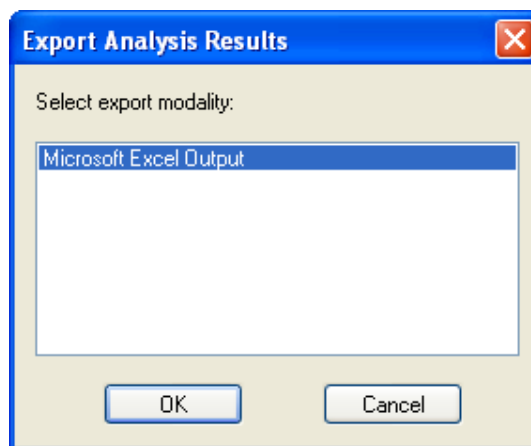 Export Analysis Results
Select export modality:
Microsoft Excel Output
OK
Cancel